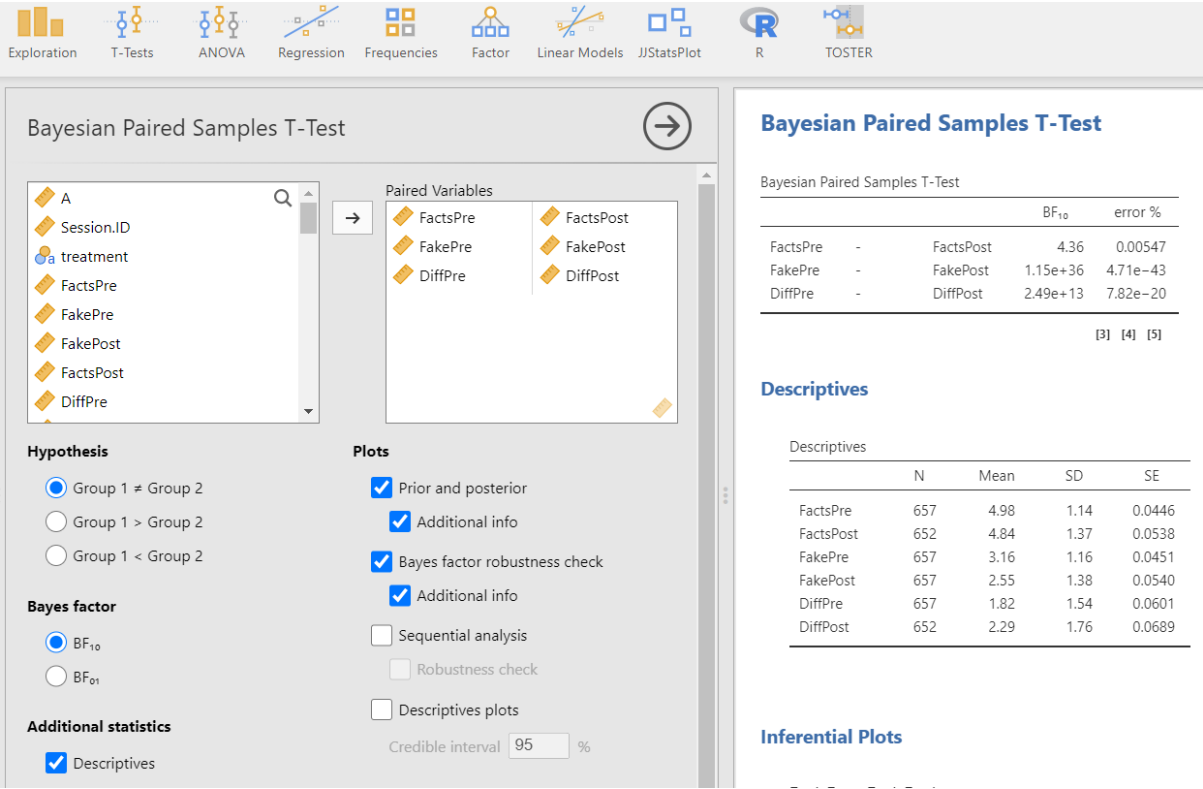 Exploration T-Tests ANOVA Regression Frequencies Factor Linear Models JJStatsPlot R TOSTER
Bayesian Paired Samples T-Test
A
Session.ID
treatment
FactsPre
FakePre
FakePost
FactsPost
DiffPre
Paired Variables
FactsPre FactsPost
FakePre FakePost
DiffPre DiffPost
Hypothesis
Group 1 ≠ Group 2
Group 1 > Group 2
Group 1 < Group 2
Bayes factor
BF₁₀
BF₀₁
Additional statistics
Descriptives
Plots
Prior and posterior
Additional info
Bayes factor robustness check
Additional info
Sequential analysis
Robustness check
Descriptives plots
Credible interval 95 %
Bayesian Paired Samples T-Test
Bayesian Paired Samples T-Test
BF₁₀ error %
FactsPre - FactsPost 4.36 0.00547
FakePre - FakePost 1.15e+36 4.71e−43
DiffPre - DiffPost 2.49e+13 7.82e−20
[3] [4] [5]
Descriptives
Descriptives
N Mean SD SE
FactsPre 657 4.98 1.14 0.0446
FactsPost 652 4.84 1.37 0.0538
FakePre 657 3.16 1.16 0.0451
FakePost 657 2.55 1.38 0.0540
DiffPre 657 1.82 1.54 0.0601
DiffPost 652 2.29 1.76 0.0689
Inferential Plots